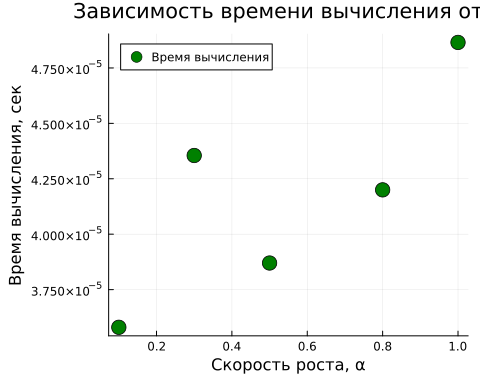 Зависимость времени вычисления от
Время вычисления
Время вычисления, сек
4.750×10⁻⁵
4.500×10⁻⁵
4.250×10⁻⁵
4.000×10⁻⁵
3.750×10⁻⁵
0.2 0.4 0.6 0.8 1.0
Скорость роста, α